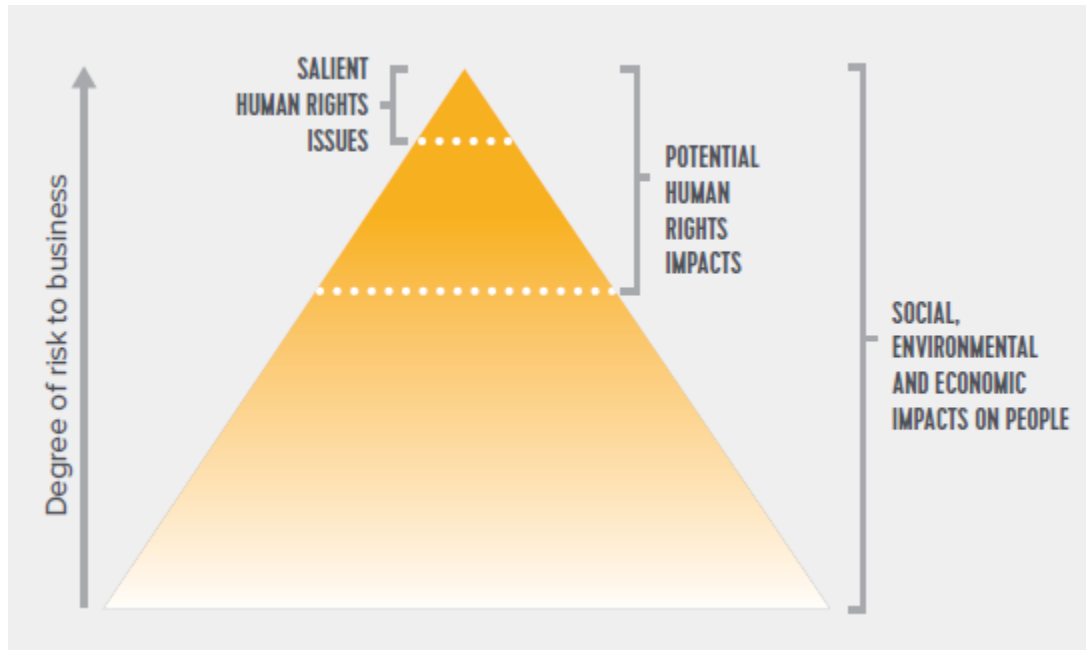 SALIENT
HUMAN RIGHTS
ISSUES
POTENTIAL
HUMAN
RIGHTS
IMPACTS
SOCIAL,
ENVIRONMENTAL
AND ECONOMIC
IMPACTS ON PEOPLE
Degree of risk to business